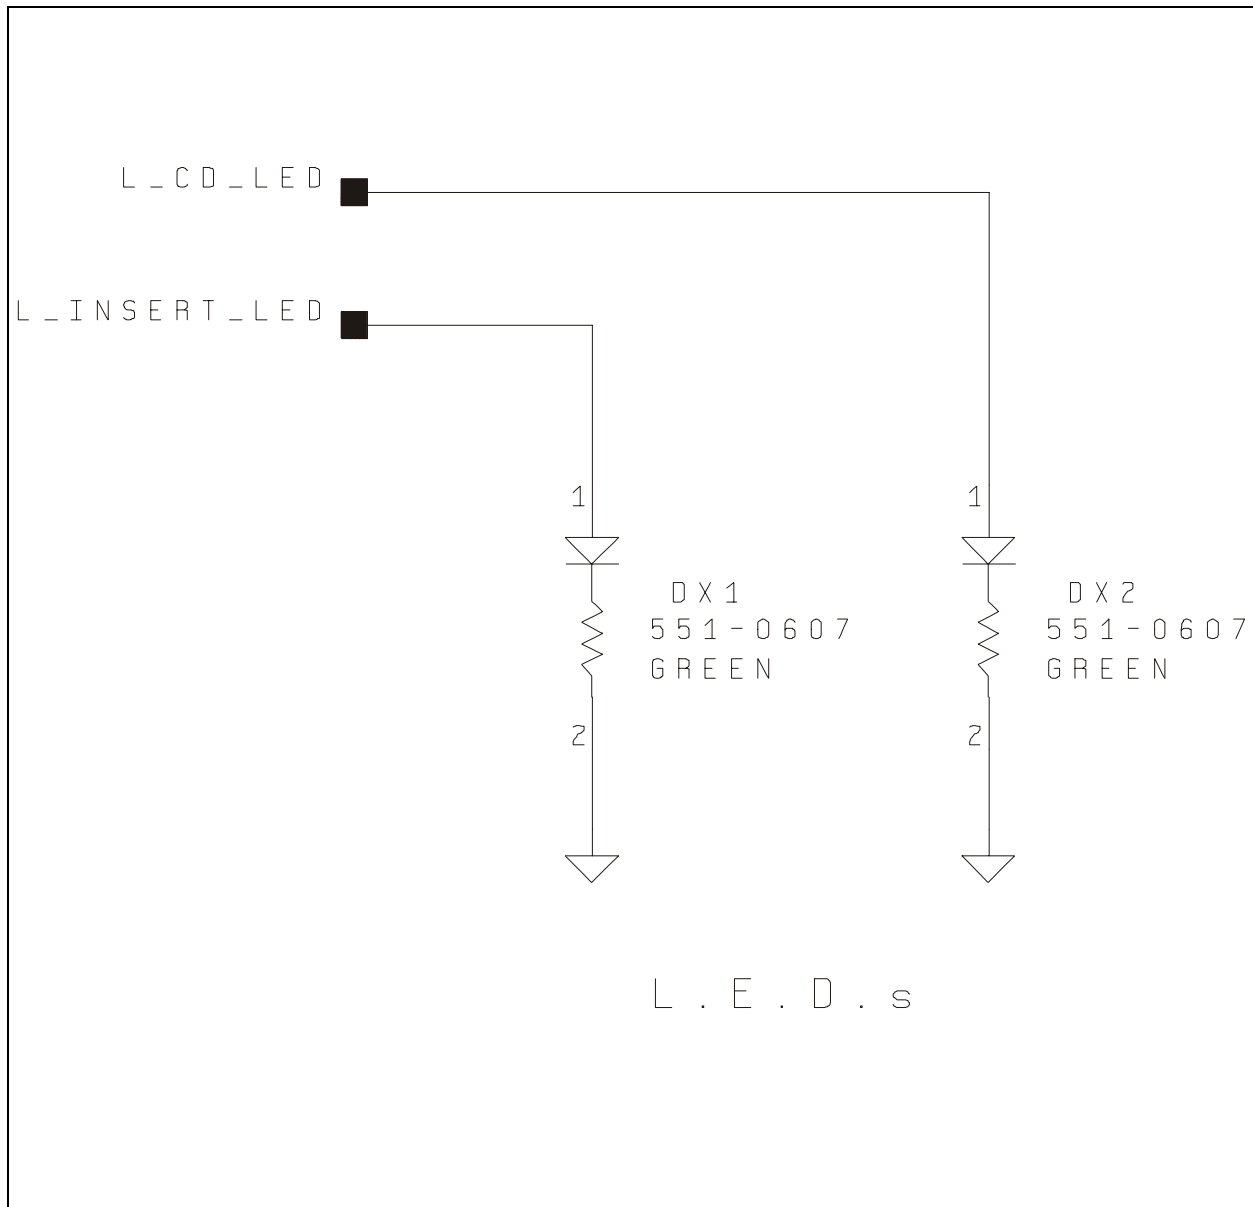 L_CD_LED
L_INSERT_LED
1
1
DX1
551-0607
GREEN
DX2
551-0607
GREEN
2
2
L.E.D.s